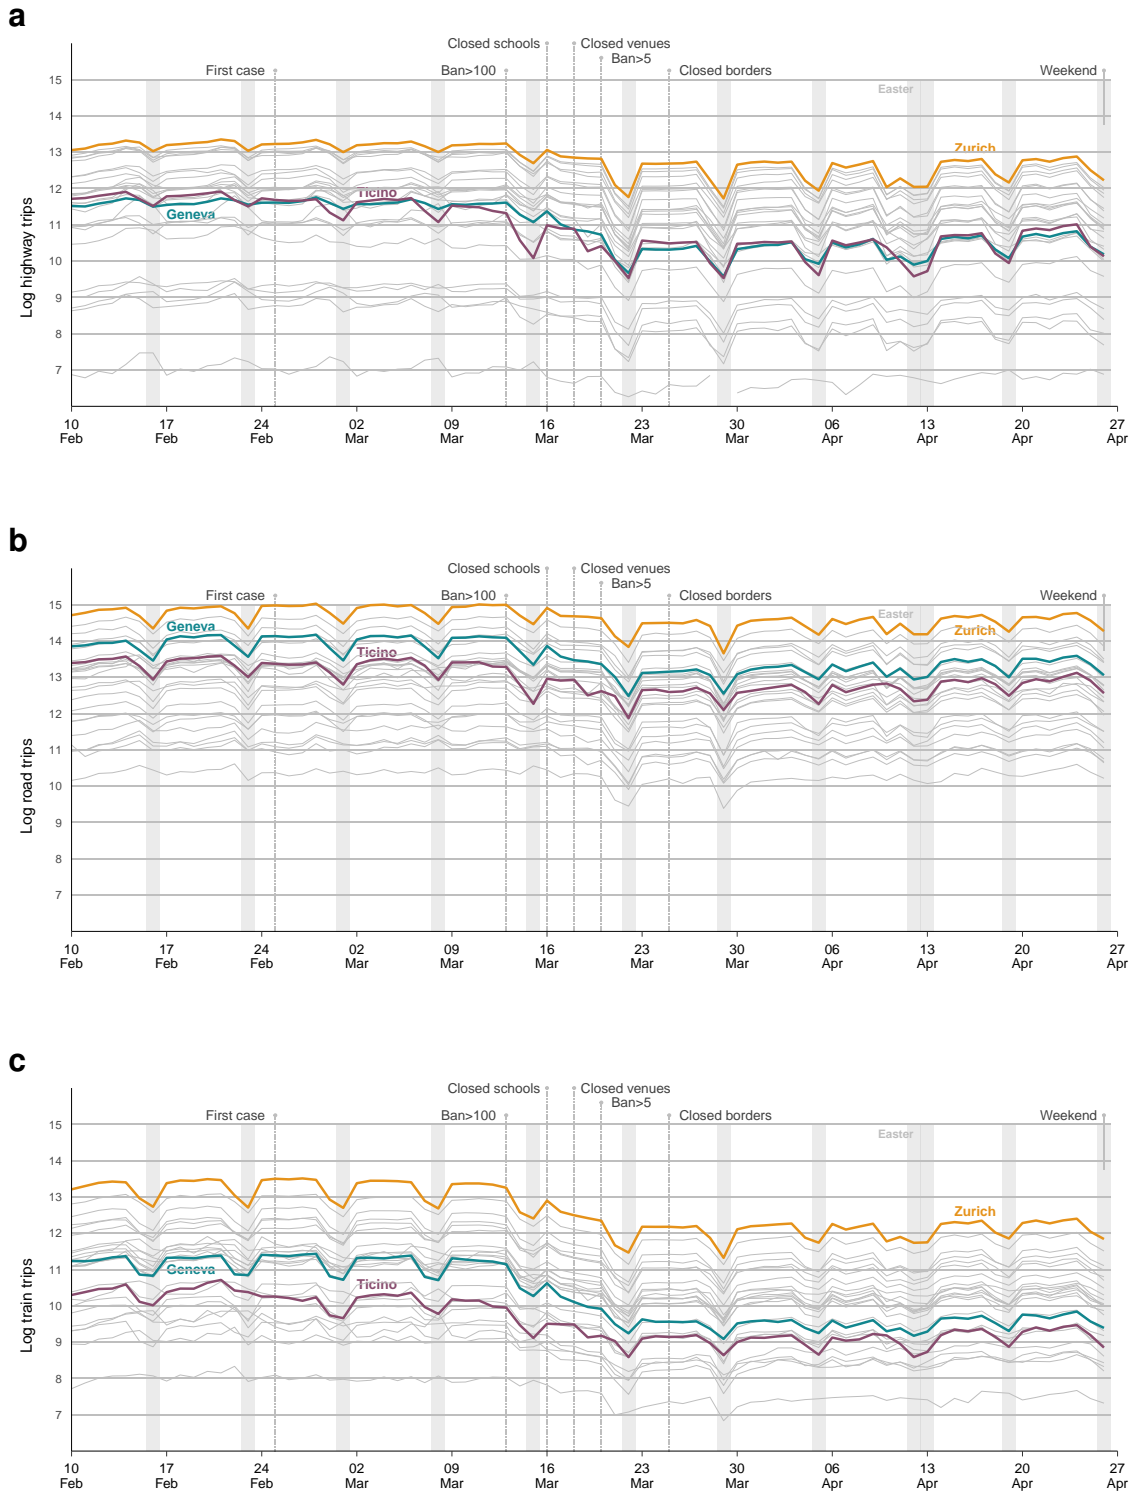 a
Closed schools
Closed venues
Ban>5
First case
Ban>100
Closed borders
Weekend
Easter
15
14
13
12
11
10
9
8
7
Log highway trips
Zurich
Ticino
Geneva
10 17 24 02 09 16 23 30 06 13 20 27
Feb Feb Feb Mar Mar Mar Mar Mar Apr Apr Apr Apr
b
Closed schools
Closed venues
Ban>5
First case
Ban>100
Closed borders
Weekend
Easter
15
14
13
12
11
10
9
8
7
Log road trips
Geneva
Zurich
Ticino
10 17 24 02 09 16 23 30 06 13 20 27
Feb Feb Feb Mar Mar Mar Mar Mar Apr Apr Apr Apr
c
Closed schools
Closed venues
Ban>5
First case
Ban>100
Closed borders
Weekend
Easter
15
14
13
12
11
10
9
8
7
Log train trips
Zurich
Geneva
Ticino
10 17 24 02 09 16 23 30 06 13 20 27
Feb Feb Feb Mar Mar Mar Mar Mar Apr Apr Apr Apr